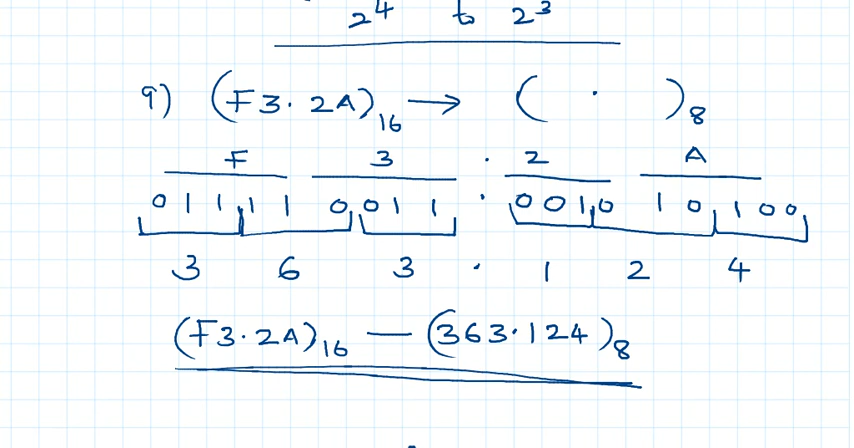 2⁴ to 2³
9) (F3.2A)₁₆ → ( . )₈
F 3 . 2 A
0 1 1 1 1 0 0 1 1 . 0 0 1 0 1 0 1 0 0
3 6 3 . 1 2 4
(F3.2A)₁₆ — (363.124)₈